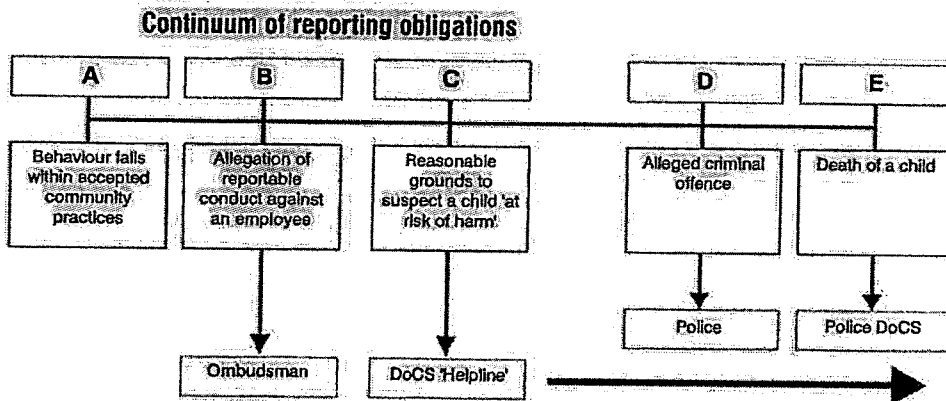 Continuum of reporting obligations
A
B
C
D
E
Behaviour falls
within accepted
community
practices
Allegation of
reportable
conduct against
an employee
Reasonable
grounds to
suspect a child 'at
risk of harm'.
Alleged criminal
offence
Death of a child
Police
Police DoCS
Ombudsman
DoCS 'Helpline'